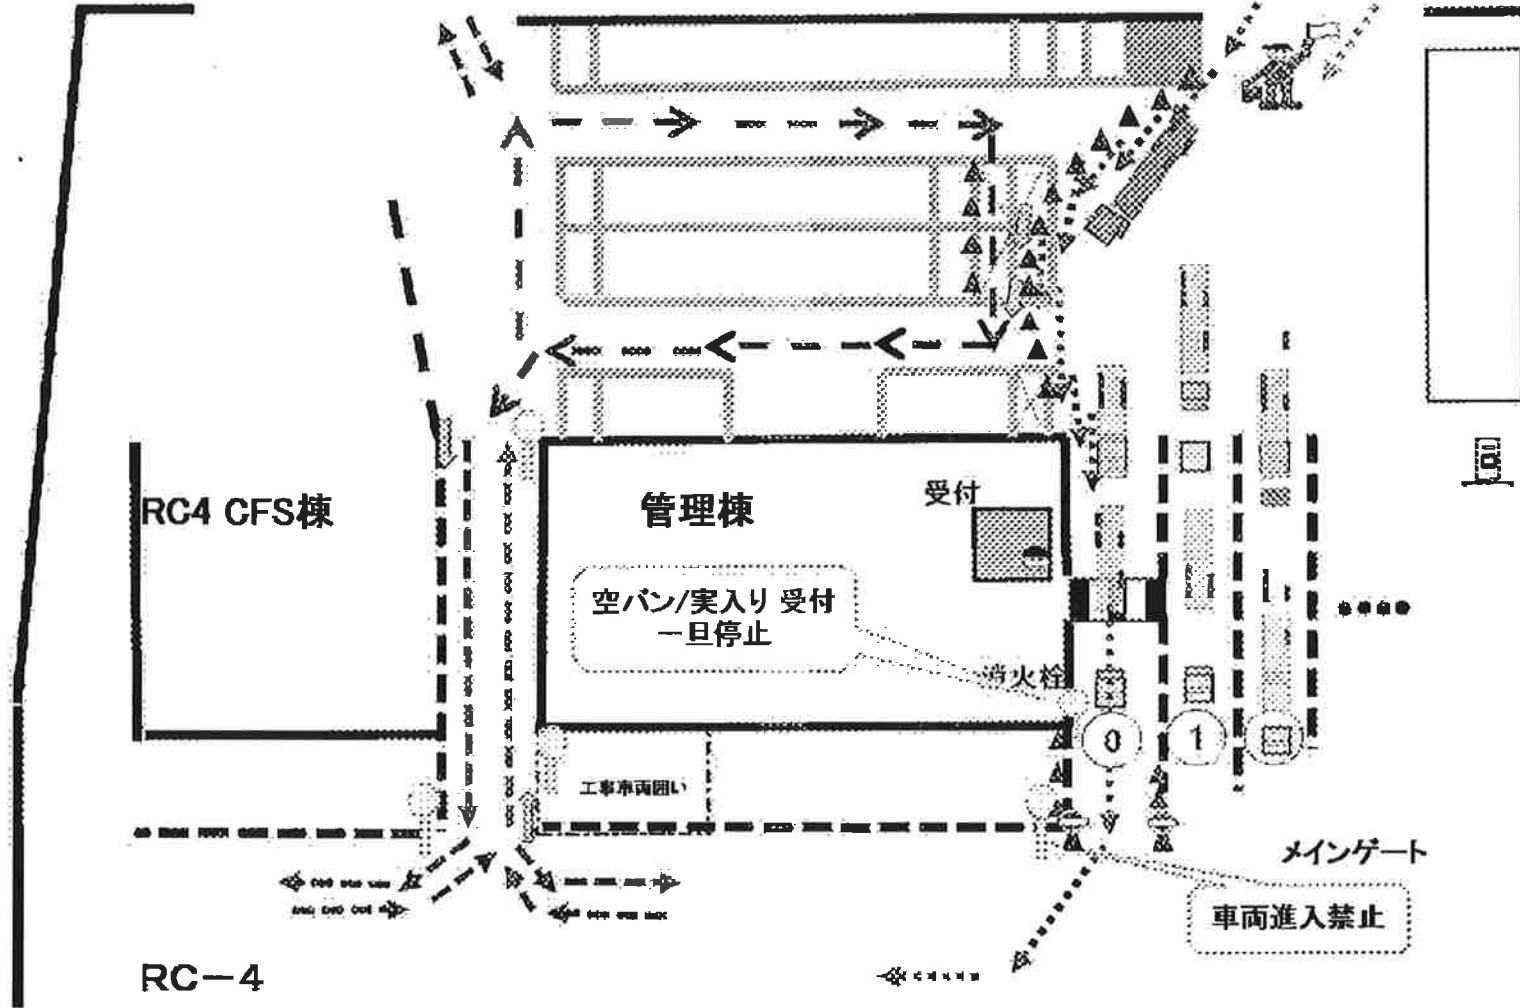 受付
RC4 CFS棟
管理棟
空バン/実入り 受付
一旦停止
消火栓
0
1
工事車両囲い
メインゲート
車両進入禁止
RC-4